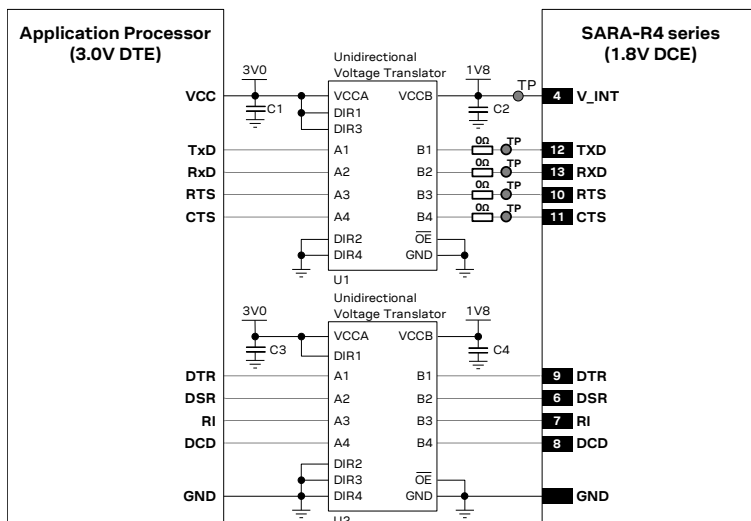 Application Processor
(3.0V DTE)
SARA-R4 series
(1.8V DCE)
Unidirectional
Voltage Translator
3V0
1V8
TP
VCC
C1
VCCA
VCCB
C2
4
V_INT
DIR1
DIR3
0Ω
TP
TxD
A1
B1
12
TXD
0Ω
TP
RxD
A2
B2
13
RXD
0Ω
TP
RTS
A3
B3
10
RTS
0Ω
TP
CTS
A4
B4
11
CTS
DIR2
OE
DIR4
GND
U1
Unidirectional
Voltage Translator
3V0
1V8
VCCA
VCCB
C3
C4
DIR1
DTR
A1
B1
9
DTR
DSR
A2
B2
6
DSR
RI
A3
B3
7
RI
DCD
A4
B4
8
DCD
DIR2
DIR3
OE
GND
DIR4
GND
GND
U2